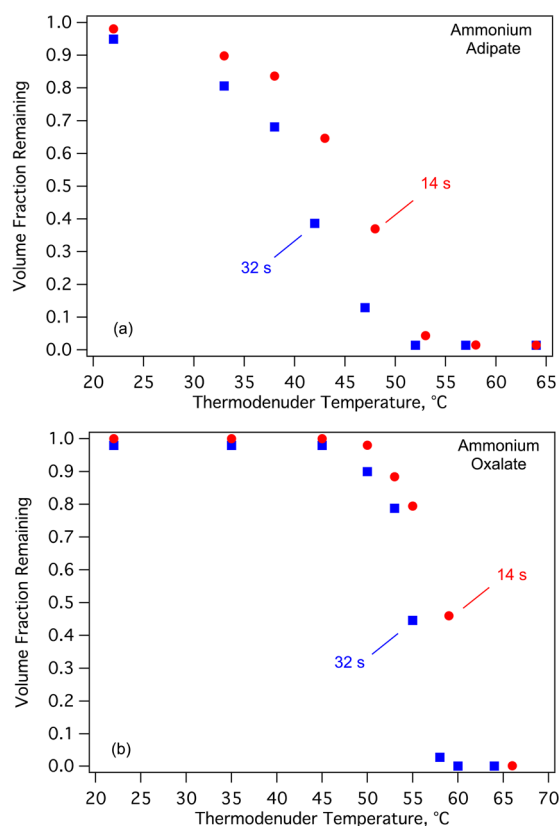 Ammonium
Adipate
1.0
0.9
0.8
0.7
0.6
0.5
0.4
0.3
0.2
0.1
0.0
Volume Fraction Remaining
14 s
32 s
(a)
20 25 30 35 40 45 50 55 60 65
Thermodenuder Temperature, °C
Ammonium
Oxalate
1.0
0.9
0.8
0.7
0.6
0.5
0.4
0.3
0.2
0.1
0.0
Volume Fraction Remaining
14 s
32 s
(b)
20 25 30 35 40 45 50 55 60 65 70
Thermodenuder Temperature, °C